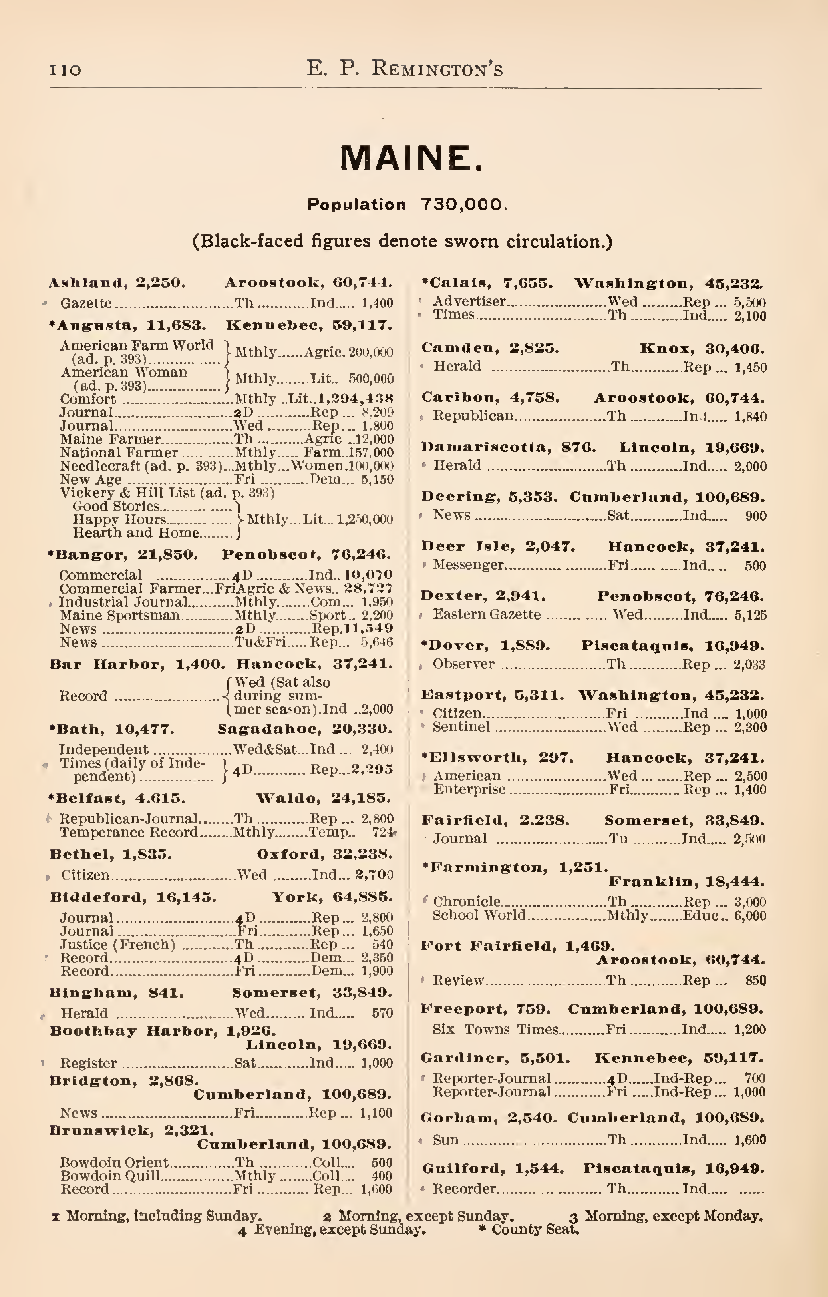 110
E. P. Remington's
MAINE.
Population 730,000.
(Black-faced figures denote sworn circulation.)
Ashland, 2,250. Aroostook, 60,744.
Gazette Th Ind. 1,400
*Augusta, 11,683. Kennebec, 59,117.
American Farm World
(ad. p. 393) } Mthly Agric. 200,000
American Woman
(ad. p. 393) } Mthly Lit. 500,000
Comfort Mthly Lit. 1,294,438
Journal 2D Rep 8,209
Journal Wed Rep 1,800
Maine Farmer Th Agric 12,000
National Farm Mthly Farm 157,000
Needlecraft (ad. p. 393) Mthly Women 100,000
New Age Fri Dem 5,150
Vickery & Hill List (ad. p. 393)
Good Stories
Happy Hours } Mthly Lit 1,250,000
Hearth and Home
*Bangor, 21,850. Penobscot, 76,246.
Commercial 4D Ind. 10,070
Commercial Farmer Fri Agric & News 28,727
Industrial Journal Mthly Com 1,950
Maine Sportsman Mthly Sport 2,200
News 2D Rep. 11,549
News Tu&Fri Rep 5,646
Bar Harbor, 1,400. Hancock, 37,241.
{Wed (Sat also
Record { during sum-
{mer season). Ind 2,000
*Bath, 10,477. Sagadahoc, 20,330.
Independent Wed&Sat Ind 2,400
Times (daily of Inde-
pendent) } 4D Rep 2,295
*Belfast, 4.615. Waldo, 24,185.
Republican-Journal Th Rep 2,800
Temperance Record Mthly Temp. 724
Bethel, 1,835. Oxford, 32,238.
Citizen Wed Ind 2,700
Biddeford, 16,145. York, 64,885.
Journal 4D Rep 2,800
Journal Fri Rep 1,650
Justice (French) Th Rep 540
Record 4D Dem 2,350
Record Fri Dem 1,900
Bingham, 841. Somerset, 33,849.
Herald Wed Ind 570
Boothbay Harbor, 1,926.
Lincoln, 19,669.
Register Sat Ind 1,000
Bridgton, 2,868.
Cumberland, 100,689.
News Fri Rep 1,100
Brunswick, 2,321.
Cumberland, 100,689.
Bowdoin Orient Th Coll 500
Bowdoin Quill Mthly Coll 400
Record Fri Rep 1,600
*Calais, 7,655. Washington, 45,232.
Advertiser Wed Rep 5,500
Times Th Ind 2,100
Camden, 2,825. Knox, 30,406.
Herald Th Rep 1,450
Caribou, 4,758. Aroostook, 60,744.
Republican Th Ind 1,840
Damariscotta, 876. Lincoln, 19,669.
Herald Th Ind 2,000
Deering, 5,353. Cumberland, 100,689.
News Sat Ind 900
Deer Isle, 2,047. Hancock, 37,241.
Messenger Fri Ind 500
Dexter, 2,941. Penobscot, 76,246.
Eastern Gazette Wed Ind 5,125
*Dover, 1,889. Piscataquis, 16,949.
Observer Th Rep 2,033
Eastport, 5,311. Washington, 45,232.
Citizen Fri Ind 1,000
Sentinel Wed Rep 2,300
*Ellsworth, 297. Hancock, 37,241.
American Wed Rep 2,500
Enterprise Fri Rep 1,400
Fairfield, 2.238. Somerset, 33,849.
Journal Tu Ind 2,500
*Farmington, 1,251.
Franklin, 18,444.
Chronicle Th Rep 3,000
School World Mthly Educ. 6,000
Fort Fairfield, 1,469.
Aroostook, 60,744.
Review Th Rep 850
Freeport, 759. Cumberland, 100,689.
Six Towns Times Fri Ind 1,200
Gardiner, 5,501. Kennebec, 59,117.
Reporter-Journal 4D Ind-Rep 700
Reporter-Journal Fri Ind-Rep 1,000
Gorham, 2,540. Cumberland, 100,689.
Sun Th Ind 1,600
Guilford, 1,544. Piscataquis, 16,949.
Recorder Th Ind
1 Morning, including Sunday. 2 Morning, except Sunday. 3 Morning, except Monday.
4 Evening, except Sunday. * County Seat.